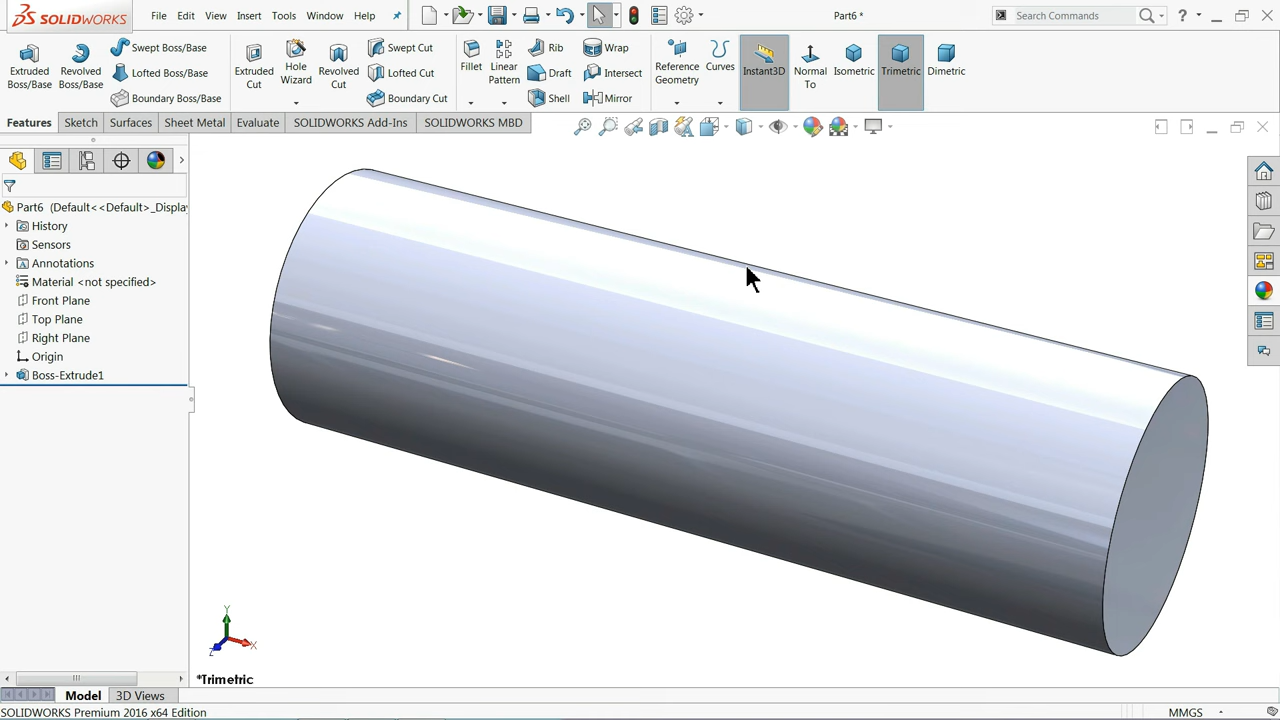 SOLIDWORKS File Edit View Insert Tools Window Help Part6 * Search Commands ?
Extruded Boss/Base
Revolved Boss/Base
Swept Boss/Base
Lofted Boss/Base
Boundary Boss/Base
Extruded Cut
Hole Wizard
Revolved Cut
Swept Cut
Lofted Cut
Boundary Cut
Fillet
Linear Pattern
Rib
Draft
Shell
Wrap
Intersect
Mirror
Reference Geometry
Curves
Instant3D
Normal To
Isometric
Trimetric
Dimetric
Features Sketch Surfaces Sheet Metal Evaluate SOLIDWORKS Add-Ins SOLIDWORKS MBD
Part6 (Default<<Default>_Display
History
Sensors
Annotations
Material <not specified>
Front Plane
Top Plane
Right Plane
Origin
Boss-Extrude1
Y
X
Z
*Trimetric
Model 3D Views
SOLIDWORKS Premium 2016 x64 Edition MMGS